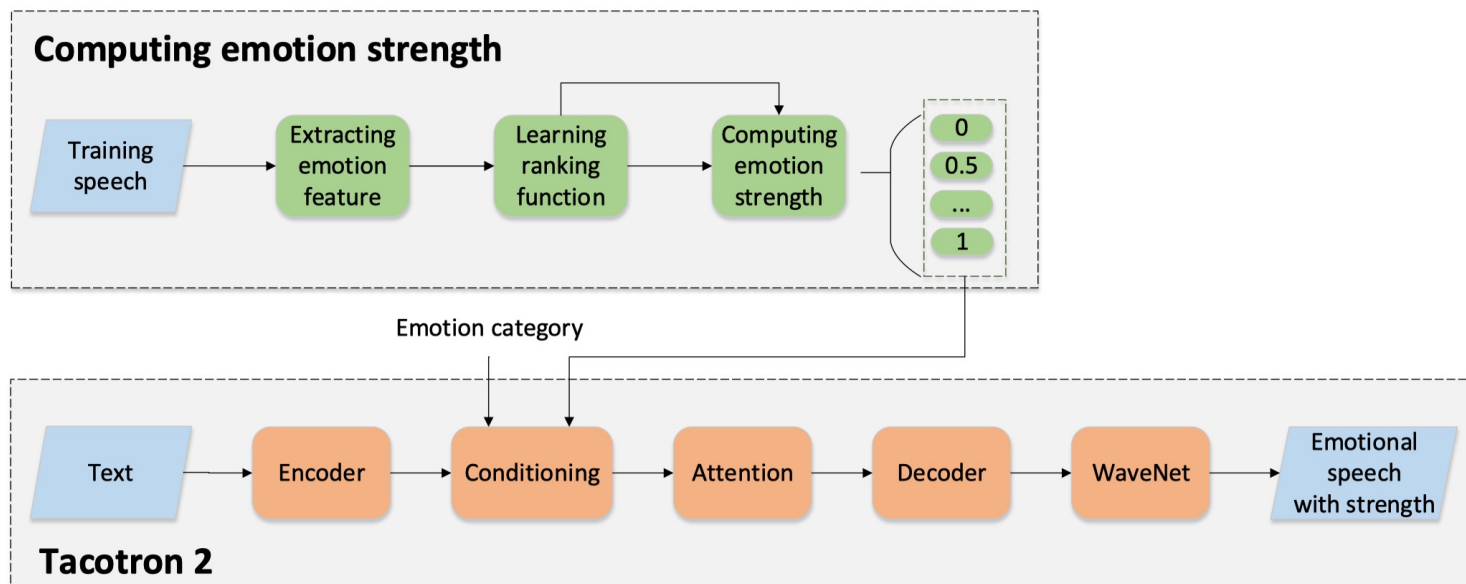 Computing emotion strength
Training
speech
Extracting
emotion
feature
Learning
ranking
function
Computing
emotion
strength
0
0.5
...
1
Emotion category
Text
Encoder
Conditioning
Attention
Decoder
WaveNet
Emotional
speech
with strength
Tacotron 2